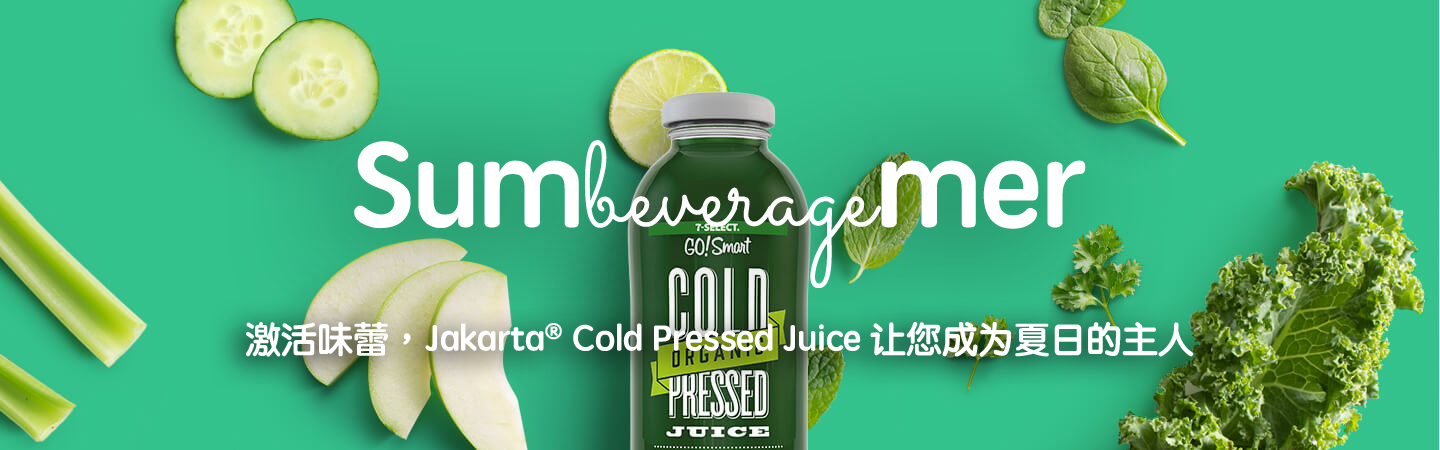 Sumbeveragemer
7-SELECT.
GO! Smart
COLD
ORGANIC
PRESSED
JUICE
激活味蕾，Jakarta® Cold Pressed Juice 让您成为夏日的主人